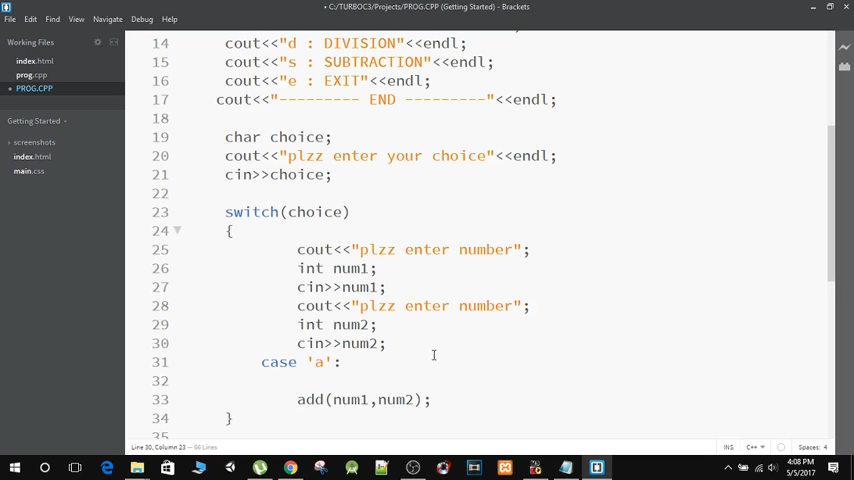 • C:/TURBOC3/Projects/PROG.CPP (Getting Started) - Brackets
File Edit Find View Navigate Debug Help
Working Files
index.html
prog.cpp
PROG.CPP
Getting Started
screenshots
index.html
main.css
14 cout<<"d : DIVISION"<<endl;
15 cout<<"s : SUBTRACTION"<<endl;
16 cout<<"e : EXIT"<<endl;
17 cout<<"--------- END ---------"<<endl;
18
19 char choice;
20 cout<<"plzz enter your choice"<<endl;
21 cin>>choice;
22
23 switch(choice)
24 {
25 cout<<"plzz enter number";
26 int num1;
27 cin>>num1;
28 cout<<"plzz enter number";
29 int num2;
30 cin>>num2;
31 case 'a':
32
33 add(num1,num2);
34 }
35
Line 30, Column 23 — 56 Lines
INS C++ Spaces: 4
4:08 PM
5/5/2017